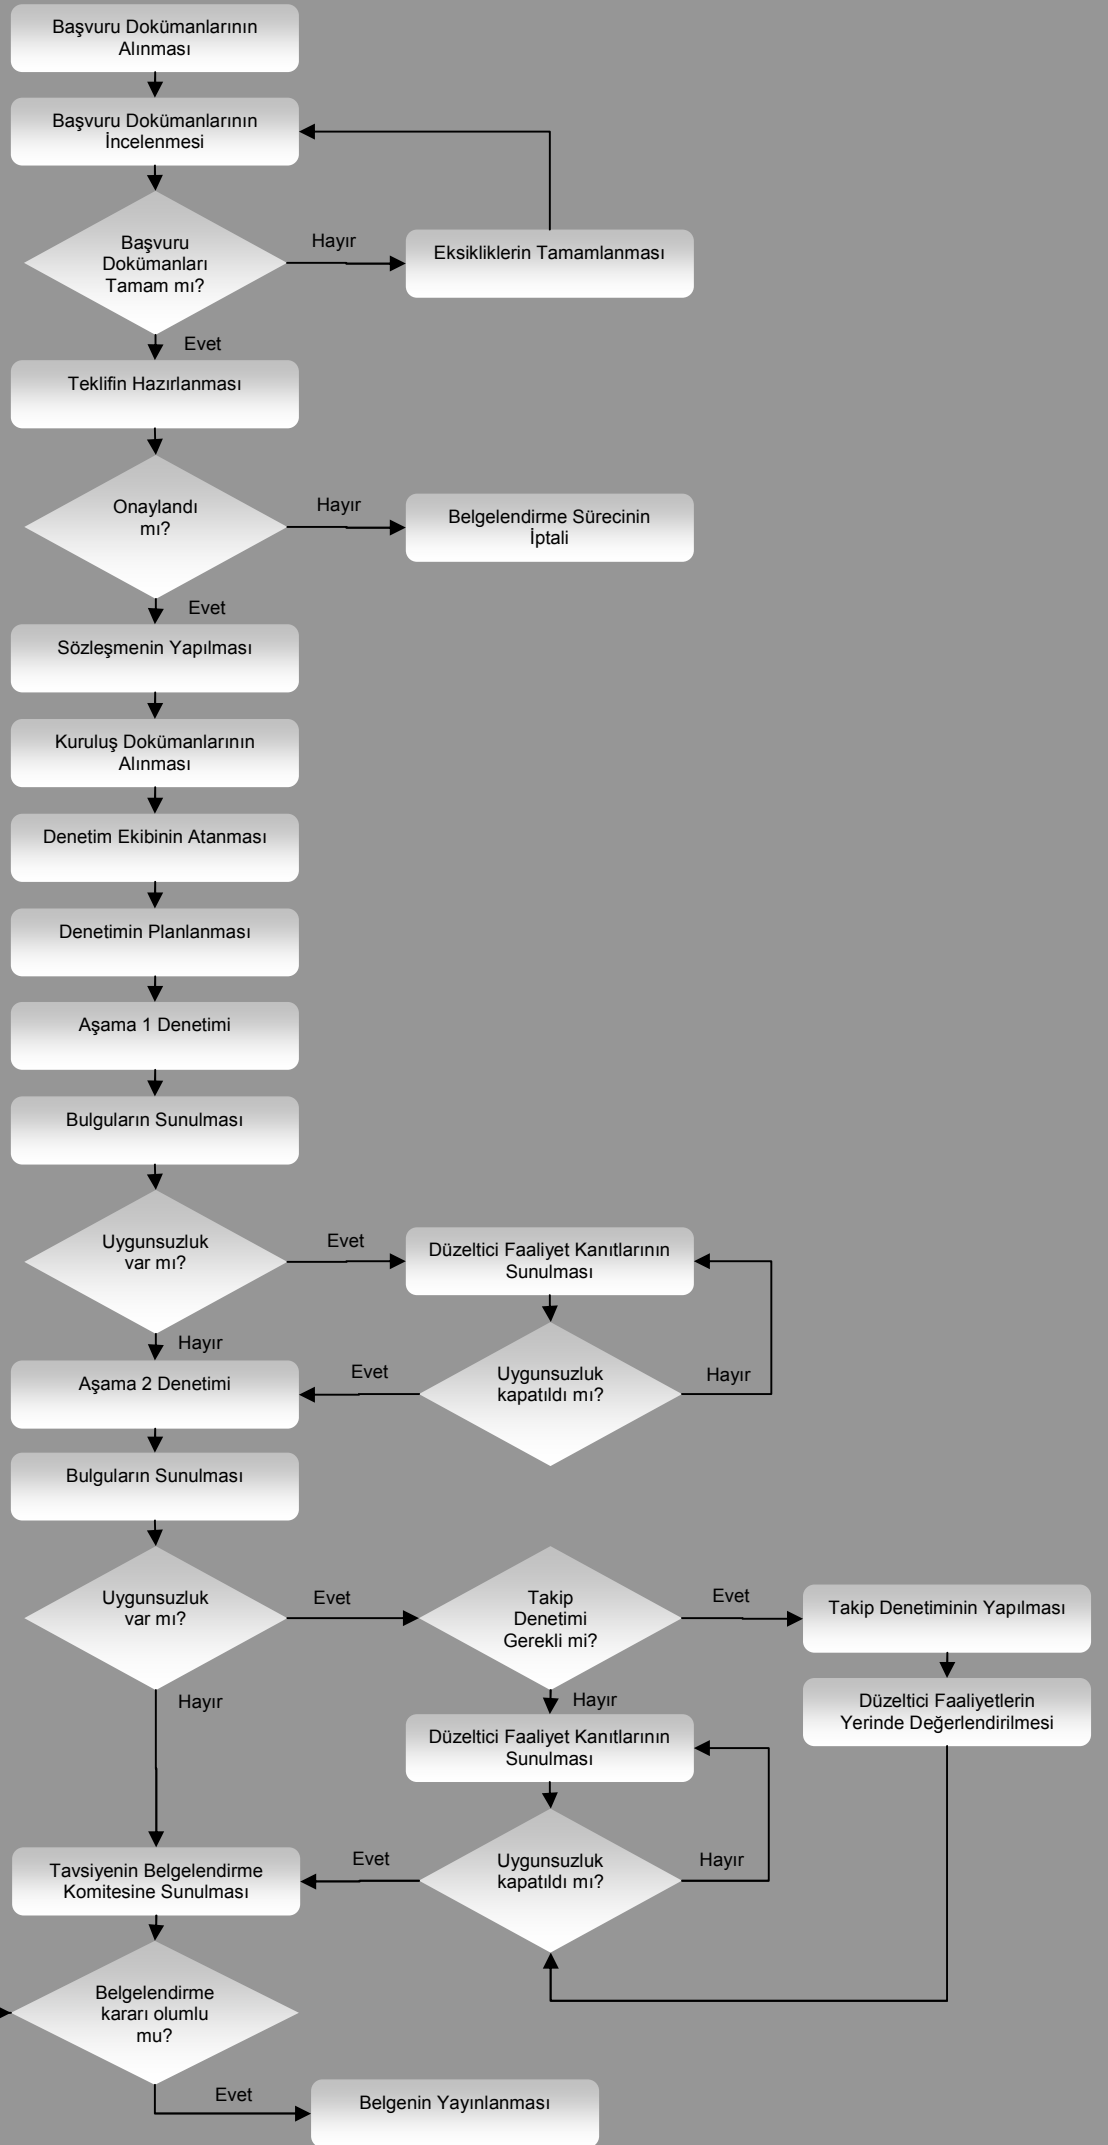 Başvuru Dokümanlarının
Alınması
Başvuru Dokümanlarının
İncelenmesi
Başvuru
Dokümanları
Tamam mı?
Hayır
Eksikliklerin Tamamlanması
Evet
Teklifin Hazırlanması
Onaylandı
mı?
Hayır
Belgelendirme Sürecinin
İptali
Evet
Sözleşmenin Yapılması
Kuruluş Dokümanlarının
Alınması
Denetim Ekibinin Atanması
Denetimin Planlanması
Aşama 1 Denetimi
Bulguların Sunulması
Uygunsuzluk
var mı?
Evet
Düzeltici Faaliyet Kanıtlarının
Sunulması
Hayır
Aşama 2 Denetimi
Evet
Uygunsuzluk
kapatıldı mı?
Hayır
Bulguların Sunulması
Uygunsuzluk
var mı?
Evet
Takip
Denetimi
Gerekli mi?
Evet
Takip Denetiminin Yapılması
Hayır
Hayır
Düzeltici Faaliyetlerin
Yerinde Değerlendirilmesi
Düzeltici Faaliyet Kanıtlarının
Sunulması
Tavsiyenin Belgelendirme
Komitesine Sunulması
Evet
Uygunsuzluk
kapatıldı mı?
Hayır
Belgelendirme
kararı olumlu
mu?
Evet
Belgenin Yayınlanması